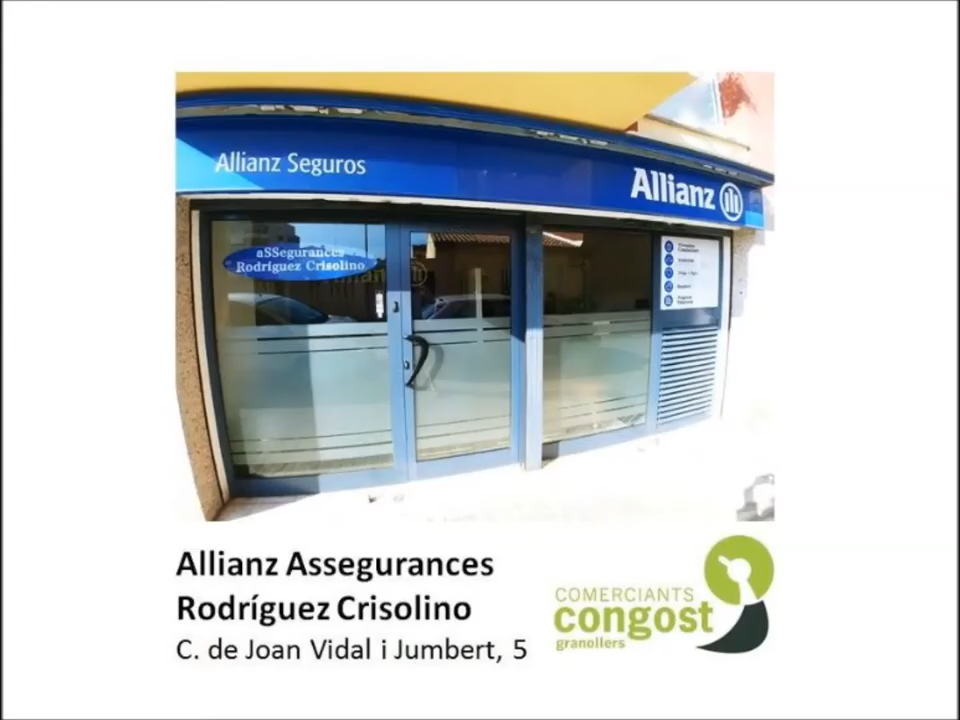 Allianz Seguros
Allianz
aSSegurances
Rodríguez Crisolino
Allianz Assegurances
Rodríguez Crisolino
C. de Joan Vidal i Jumbert, 5
COMERCIANTS
congost
granollers